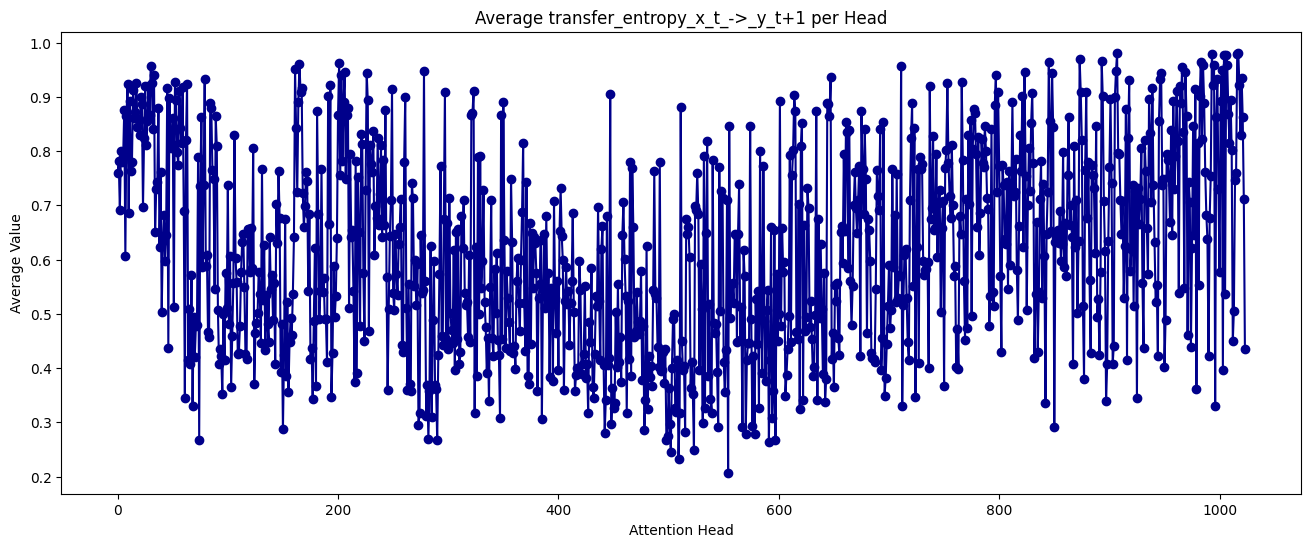 Average transfer_entropy_x_t_->_y_t+1 per Head
1.0
0.9
0.8
0.7
0.6
0.5
0.4
0.3
0.2
Average Value
0 200 400 600 800 1000
Attention Head